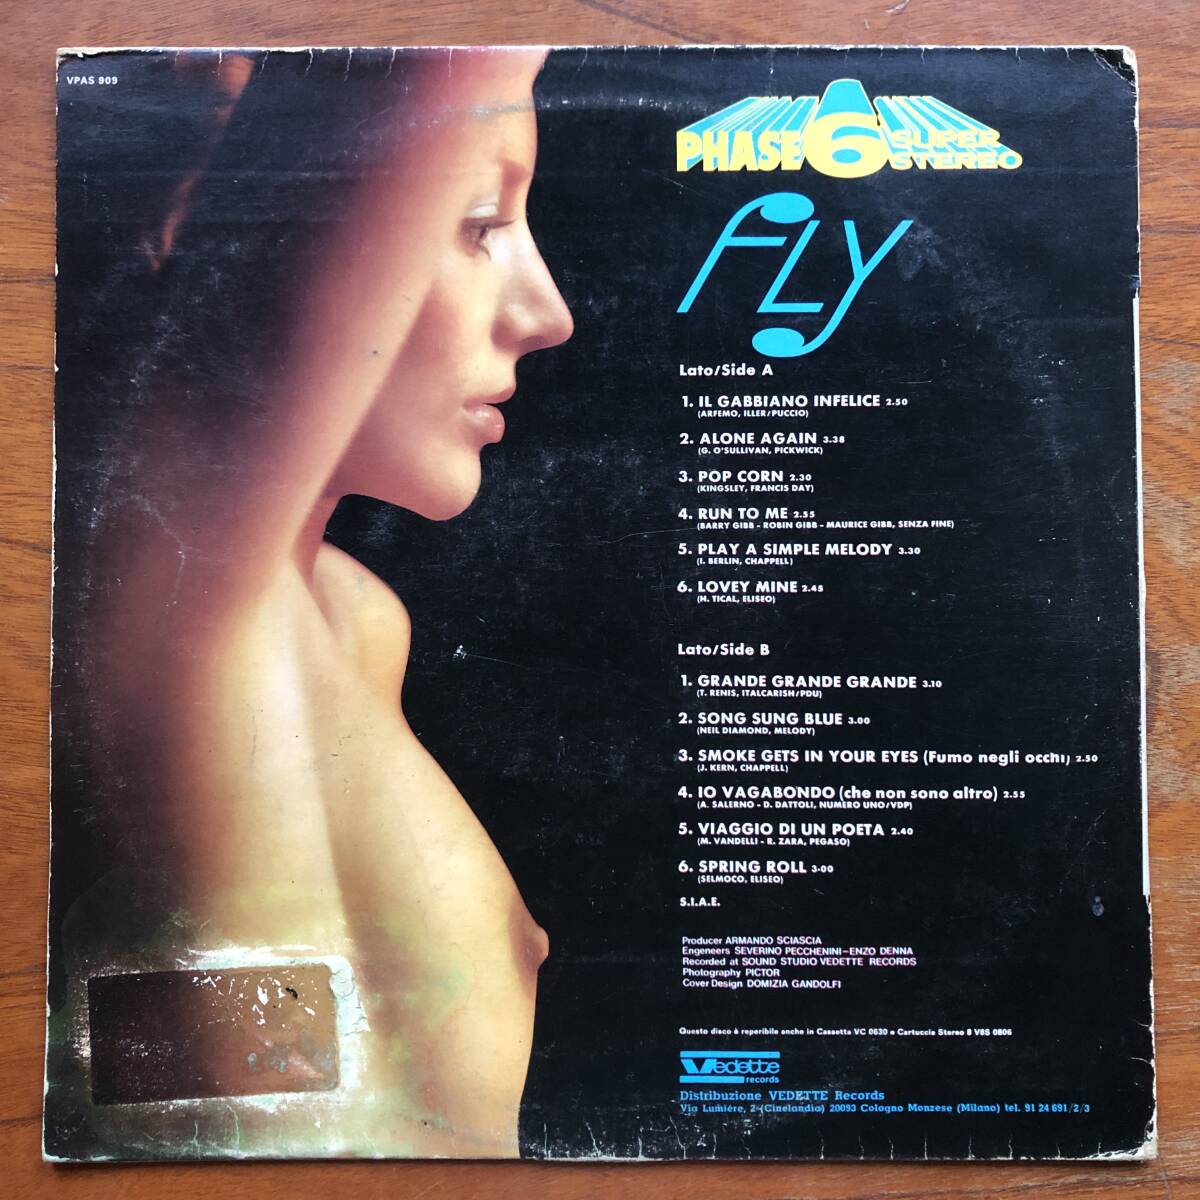 VPAS 909
PHASE 6 SUPER STEREO
FLY
Lato/Side A
1. IL GABBIANO INFELICE 2.50
(ARFEMO, ILLER/PUCCIO)
2. ALONE AGAIN 3.38
(G. O'SULLIVAN, PICKWICK)
3. POP CORN 2.30
(KINGSLEY, FRANCIS DAY)
4. RUN TO ME 2.55
(BARRY GIBB - ROBIN GIBB - MAURICE GIBB, SENZA FINE)
5. PLAY A SIMPLE MELODY 3.30
(I. BERLIN, CHAPPELL)
6. LOVEY MINE 2.45
(H. TICAL, ELISEO)
Lato/Side B
1. GRANDE GRANDE GRANDE 3.10
(T. RENIS, ITALCARISH/PDU)
2. SONG SUNG BLUE 3.00
(NEIL DIAMOND, MELODY)
3. SMOKE GETS IN YOUR EYES (Fumo negli occhi) 2.50
(J. KERN, CHAPPELL)
4. IO VAGABONDO (che non sono altro) 2.55
(A. SALERNO - D. DATTOLI, NUMERO UNO/VDP)
5. VIAGGIO DI UN POETA 2.40
(M. VANDELLI - R. ZARA, PEGASO)
6. SPRING ROLL 3-00
(SELMOCO, ELISEO)
S.I.A.E.
Producer ARMANDO SCIASCIA
Engeneers SEVERINO PECCHENINI-ENZO DENNA
Recorded at SOUND STUDIO VEDETTE RECORDS
Photography PICTOR
Cover Design DOMIZIA GANDOLFI
Questo disco è reperibile anche in Cassetta VC 0630 e Cartuccia Stereo 8 VBS 0806
Vedette
records
Distribuzione VEDETTE Records
Via Lumière, 2-(Cinelandia) 20093 Cologno Monzese (Milano) tel. 91 24 691/2/3